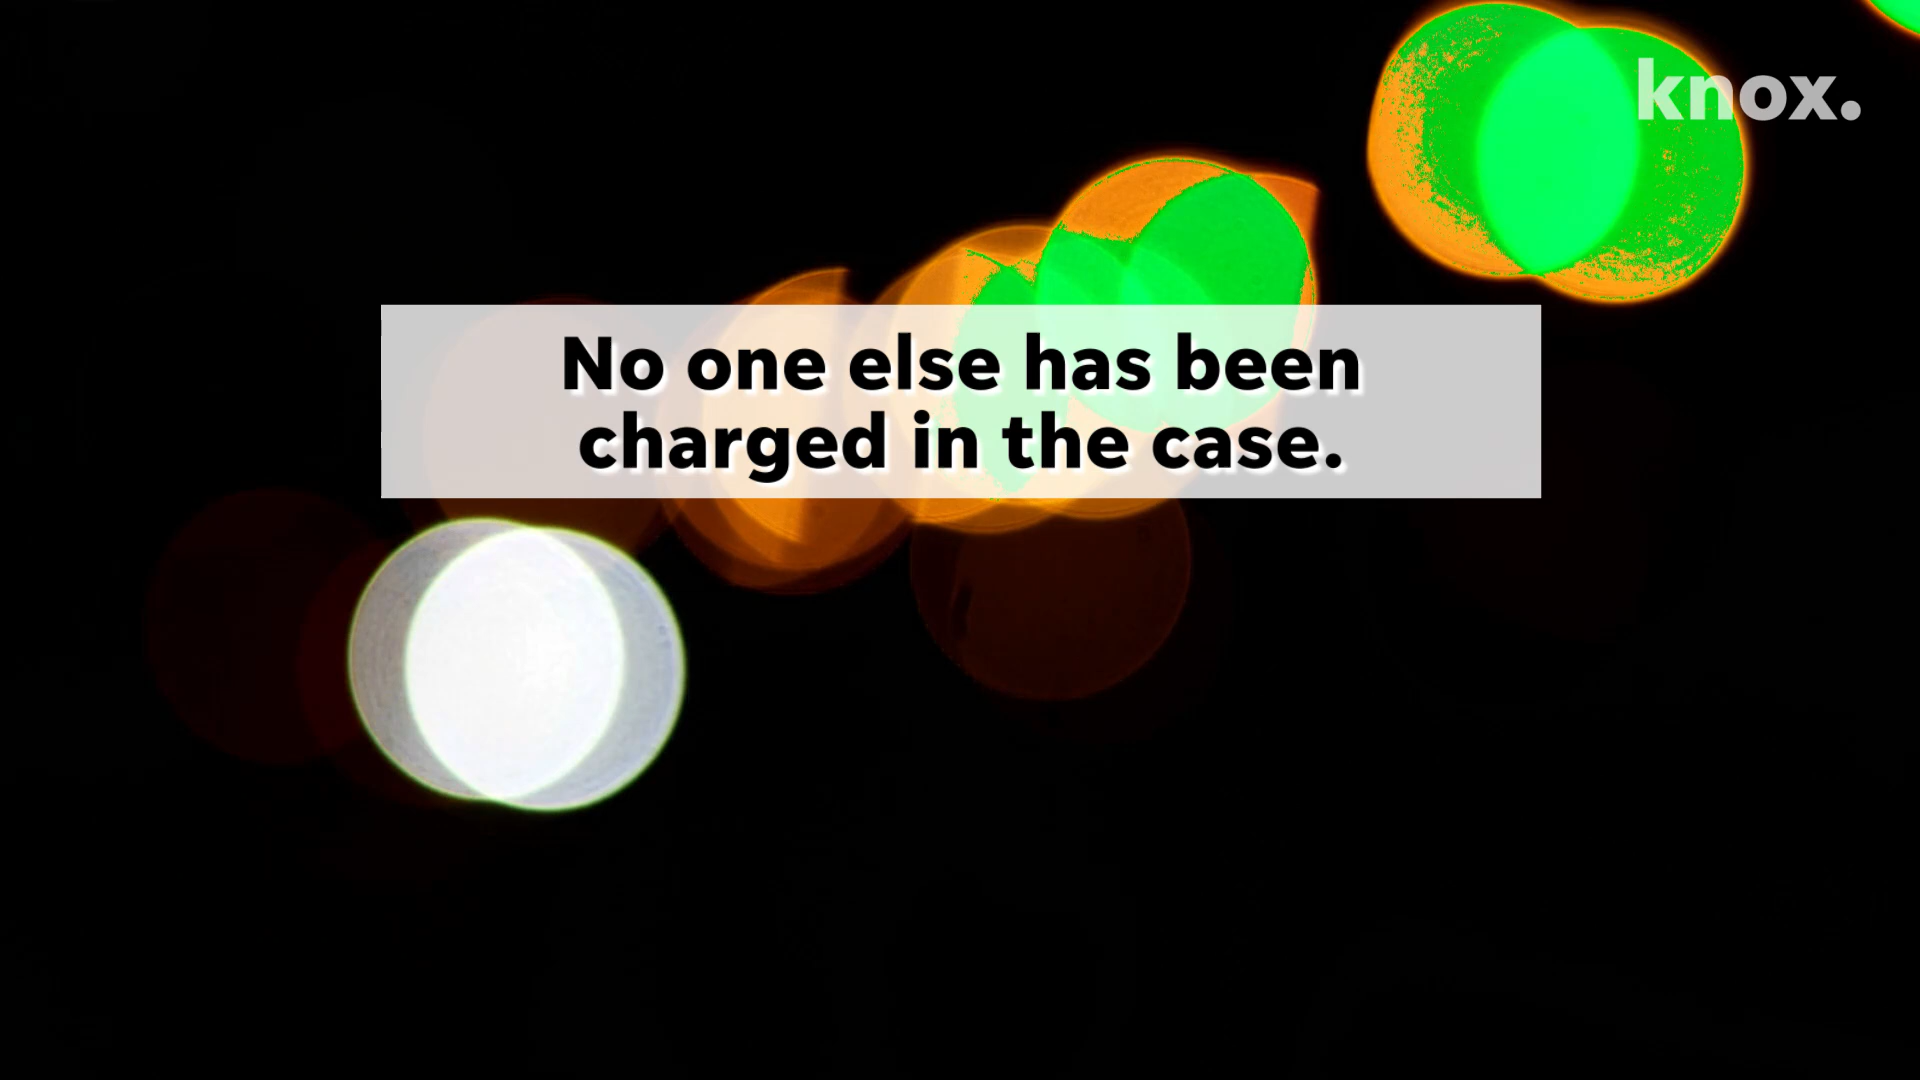 knox.
No one else has been
charged in the case.